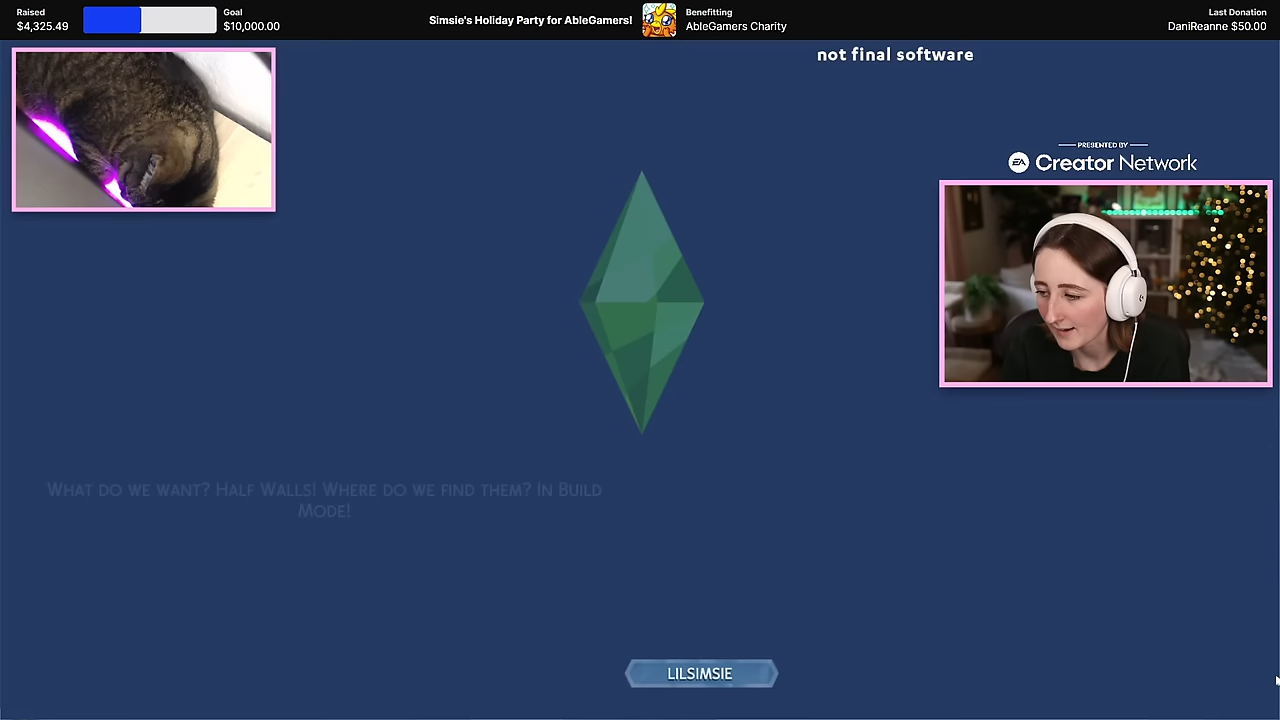 Raised
$4,325.49
Goal
$10,000.00
Simsie's Holiday Party for AbleGamers!
Benefitting
AbleGamers Charity
Last Donation
DaniReanne $50.00
not final software
PRESENTED BY
EA Creator Network
WHAT DO WE WANT? HALF WALLS! WHERE DO WE FIND THEM? IN BUILD
MODE!
LILSIMSIE